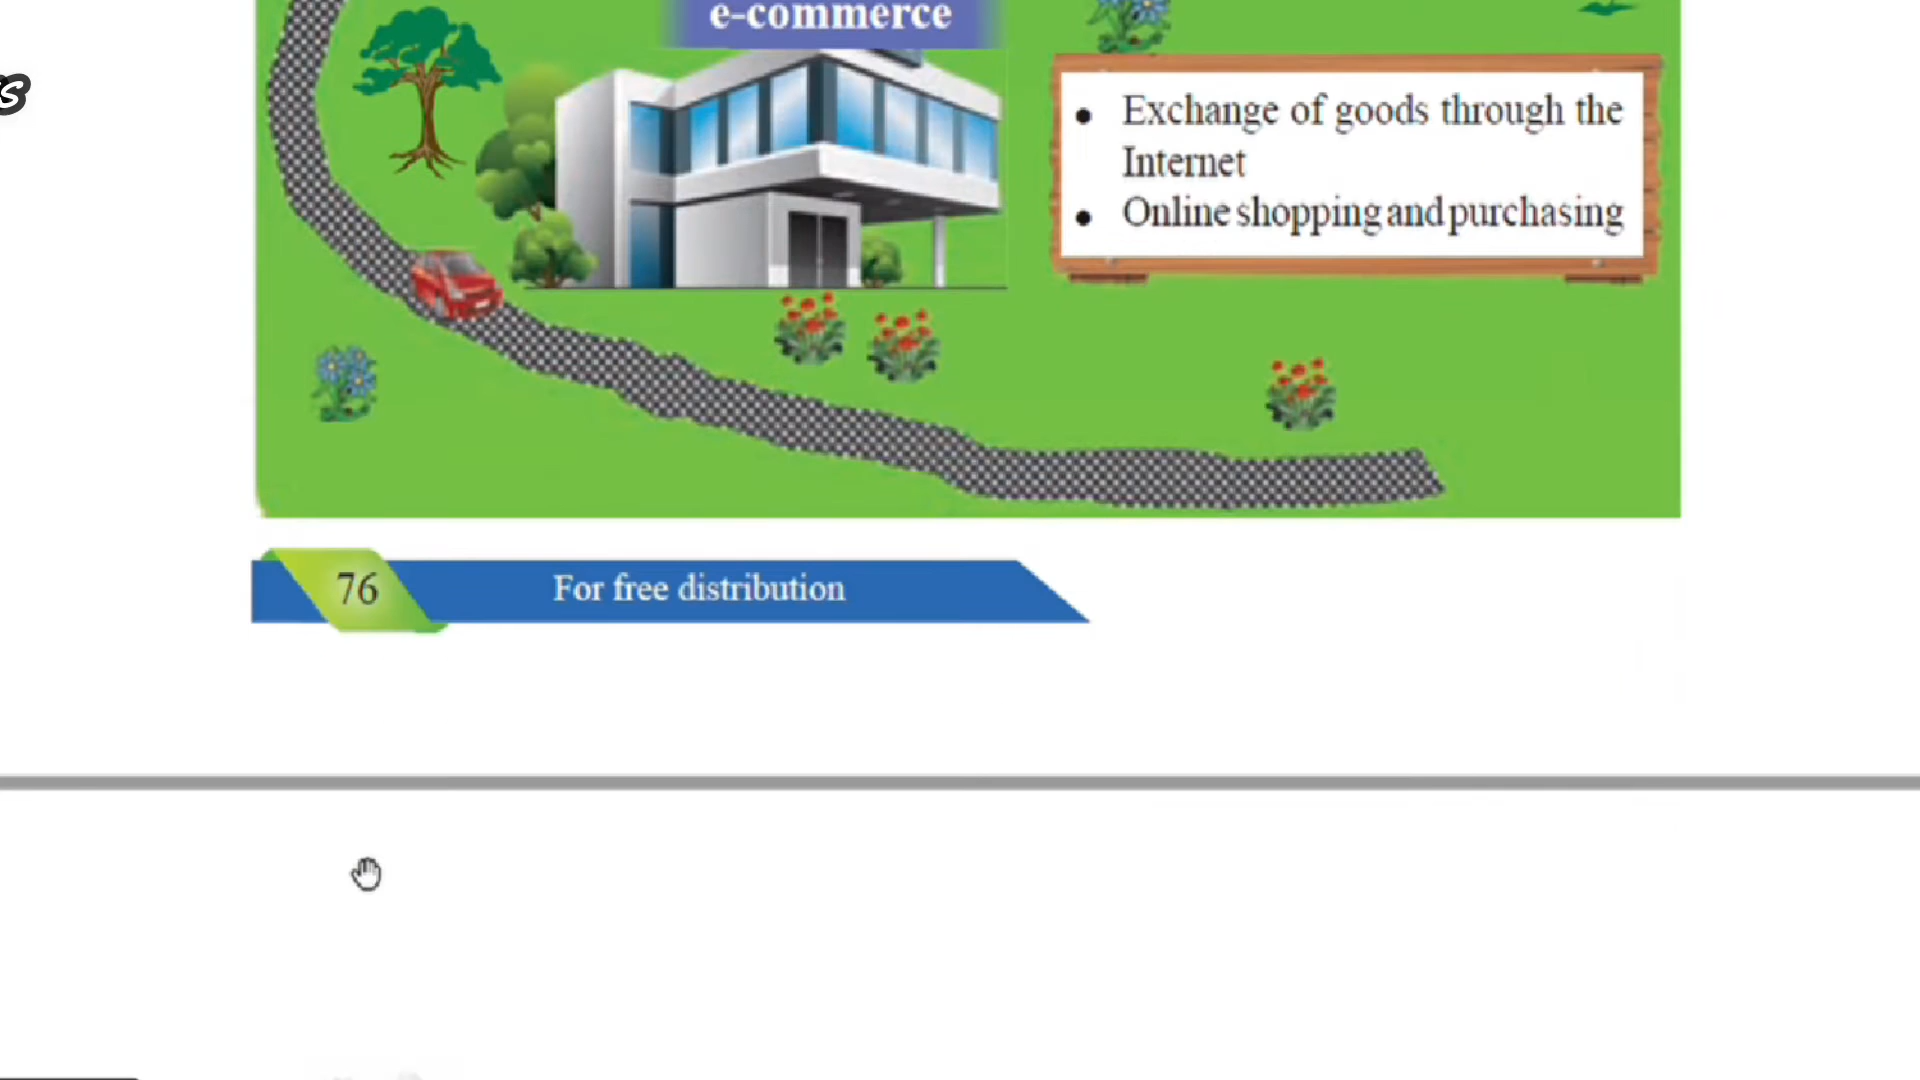 e-commerce
• Exchange of goods through the
Internet
• Online shopping and purchasing
76
For free distribution